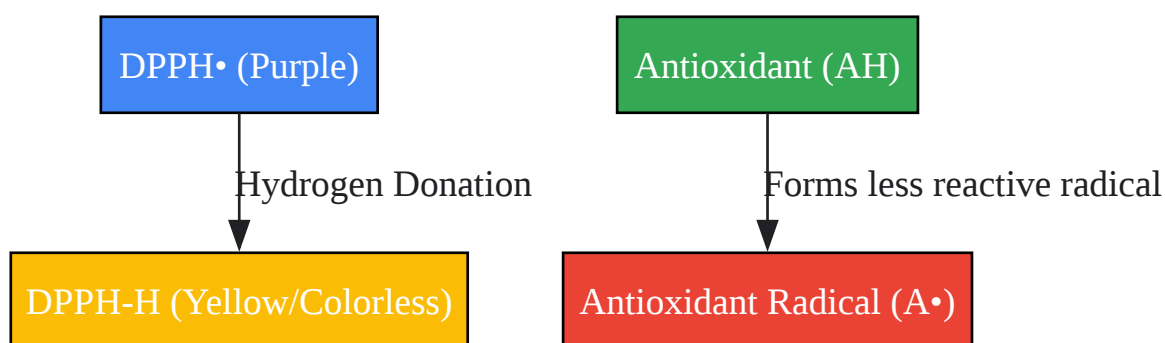 DPPH• (Purple)
Antioxidant (AH)
Hydrogen Donation
Forms less reactive radical
DPPH-H (Yellow/Colorless)
Antioxidant Radical (A•)